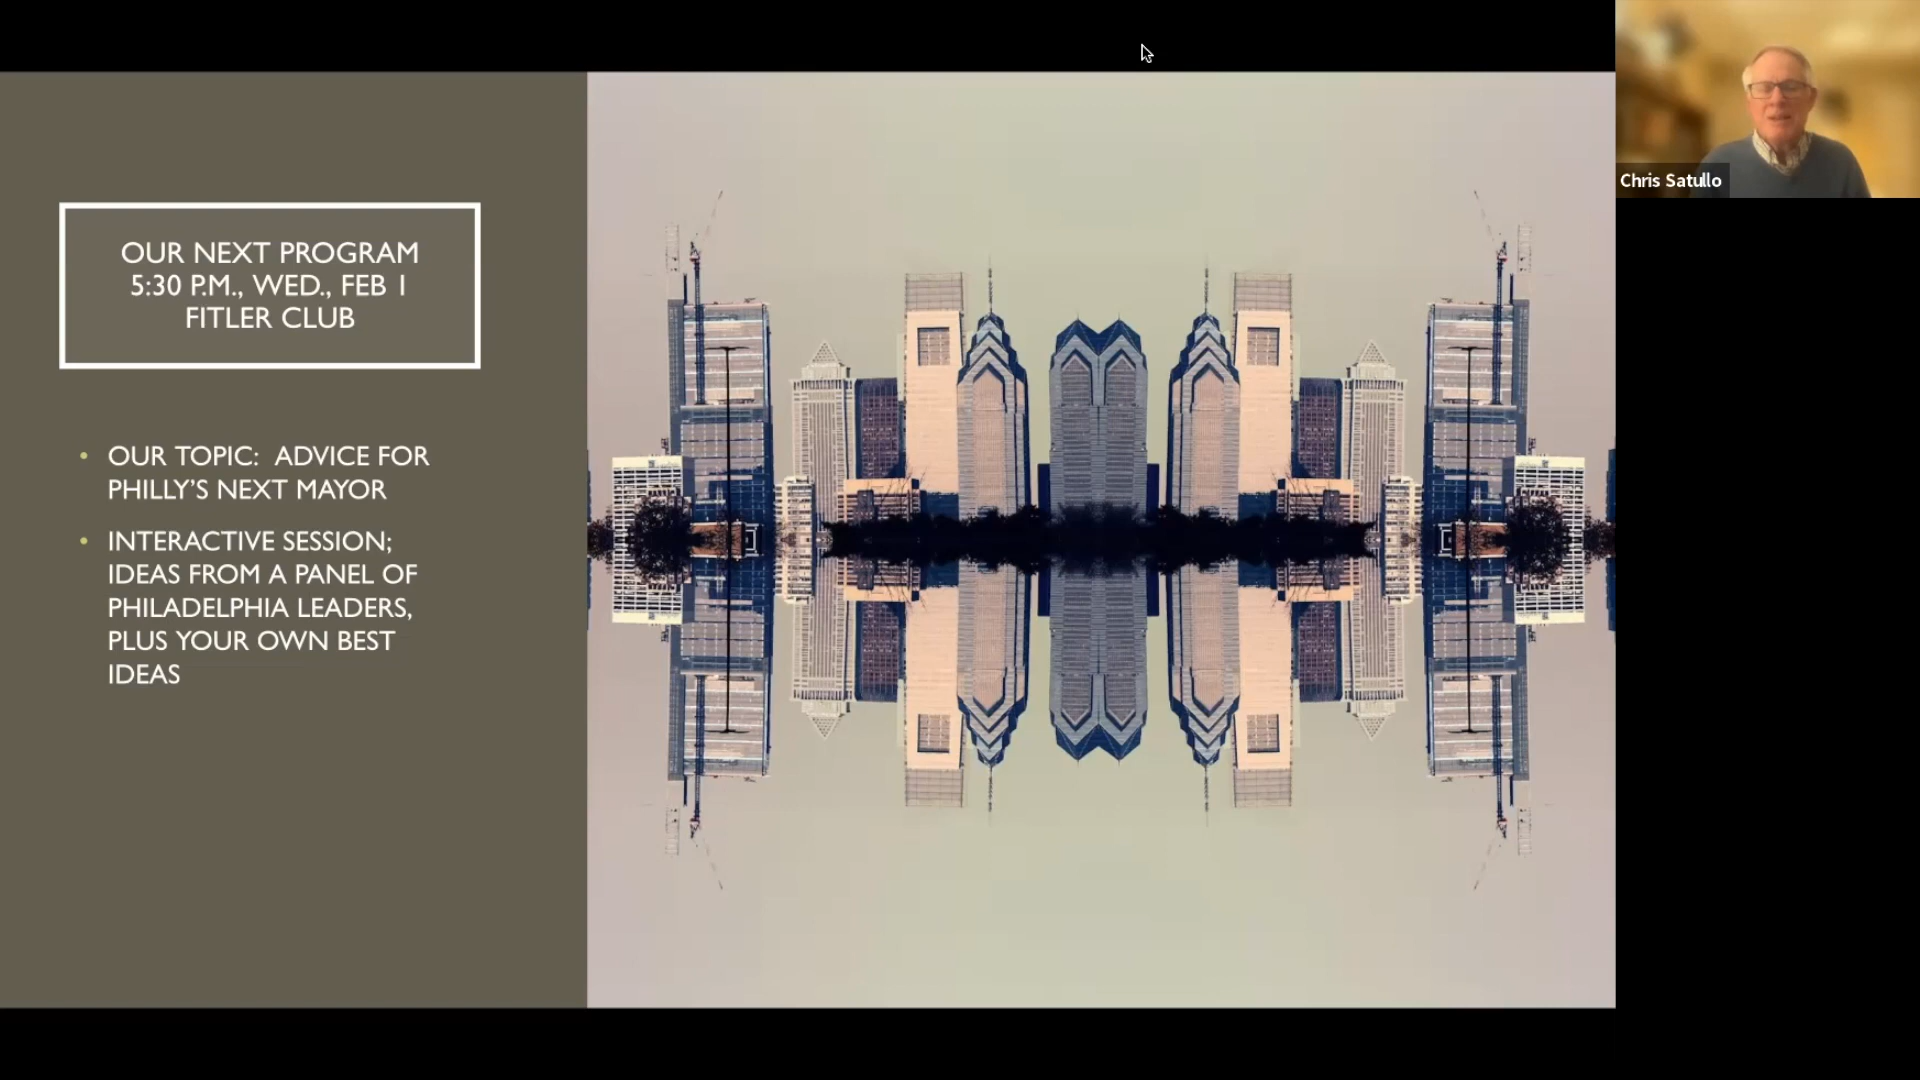 OUR NEXT PROGRAM
5:30 P.M., WED., FEB 1
FITLER CLUB
• OUR TOPIC:  ADVICE FOR
PHILLY'S NEXT MAYOR
• INTERACTIVE SESSION;
IDEAS FROM A PANEL OF
PHILADELPHIA LEADERS,
PLUS YOUR OWN BEST
IDEAS
Chris Satullo